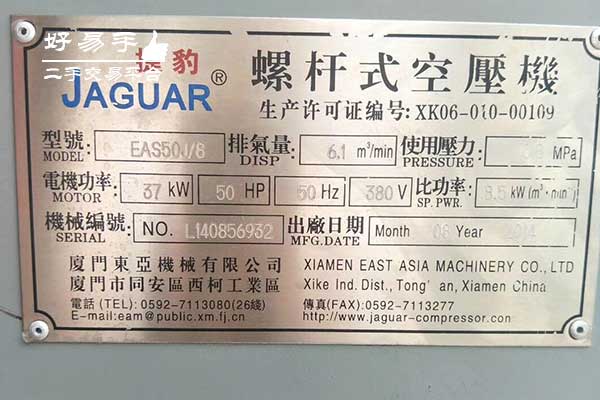 好易手
二手交易平台
捷豹
JAGUAR®
螺杆式空壓機
生产许可证编号: XK06-010-00109
型號: MODEL EAS50J/8 排氣量: DISP 6.1 m³/min 使用壓力: PRESSURE MPa
電機功率: MOTOR 37 kW 50 HP 50 Hz 380 V 比功率: SP. PWR. 8.5 kW(m³·min)
機械編號: SERIAL NO. L140856932 出廠日期 MFG.DATE Month 06 Year 2014
廈門東亞機械有限公司 XIAMEN EAST ASIA MACHINERY CO., LTD
廈門市同安區西柯工業區 Xike Ind. Dist., Tong'an, Xiamen China
電話 (TEL): 0592-7113080(26綫) 傳真(FAX):0592-7113277
E-mail:eam@public.xm.fj.cn http://www.jaguar-compressor.com